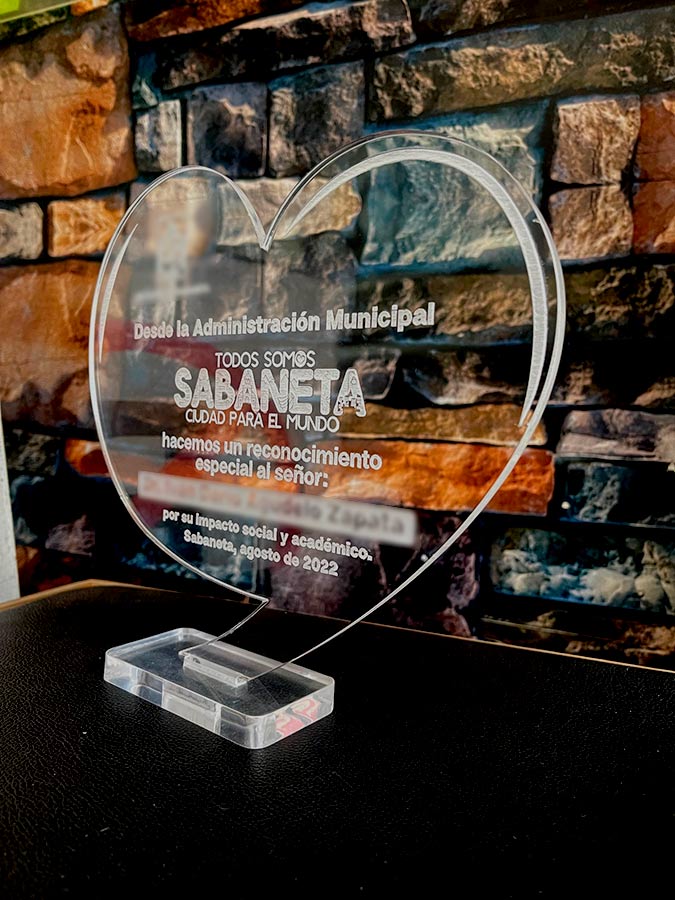 Desde la Administración Municipal
TODOS SOMOS
SABANETA
CIUDAD PARA EL MUNDO
hacemos un reconocimiento
especial al señor:
por su impacto social y académico.
Sabaneta, agosto de 2022